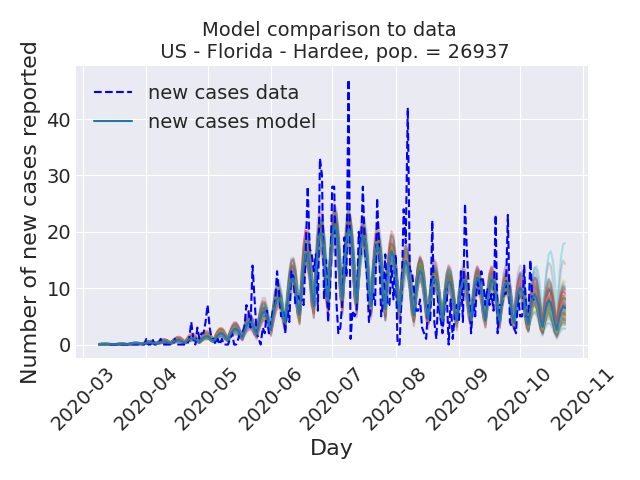 Model comparison to data
US - Florida - Hardee, pop. = 26937
new cases data
new cases model
Number of new cases reported
40
30
20
10
0
2020-03
2020-04
2020-05
2020-06
2020-07
2020-08
2020-09
2020-10
2020-11
Day